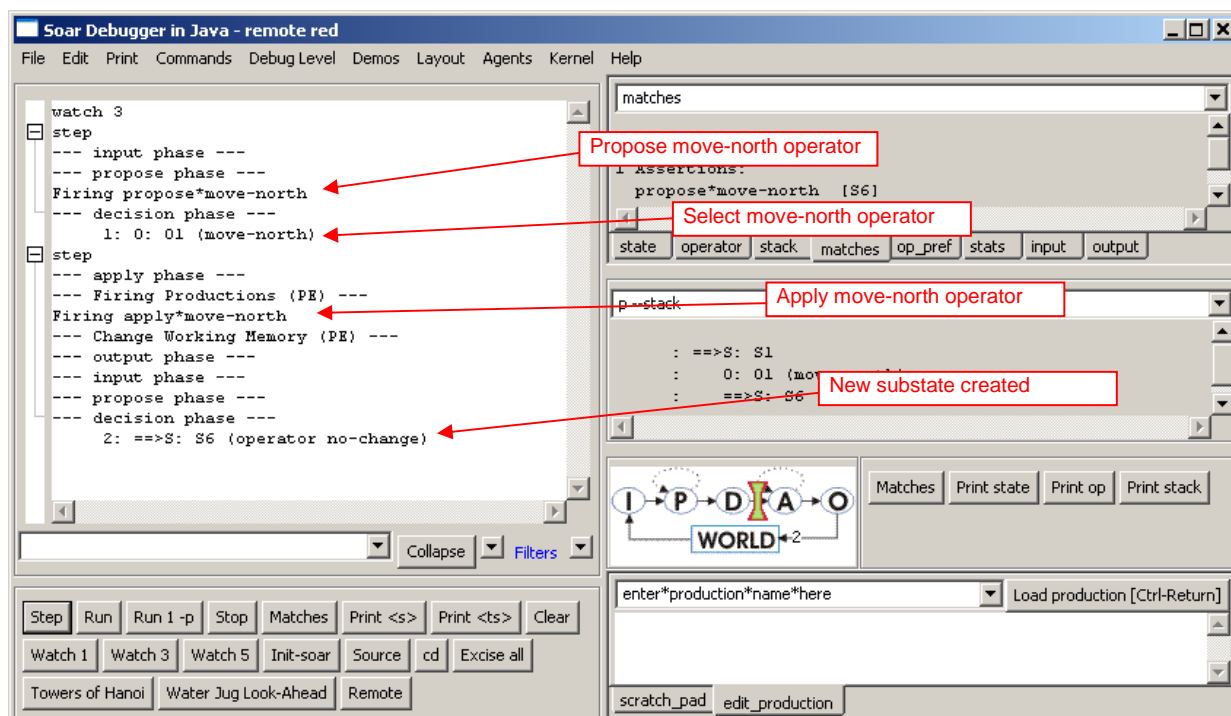 Soar Debugger in Java - remote red
File Edit Print Commands Debug Level Demos Layout Agents Kernel Help
watch 3
step
--- input phase ---
--- propose phase ---
Firing propose*move-north
--- decision phase ---
1: O: O1 (move-north)
step
--- apply phase ---
--- Firing Productions (PE) ---
Firing apply*move-north
--- Change Working Memory (PE) ---
--- output phase ---
--- input phase ---
--- propose phase ---
--- decision phase ---
2: ==>S: S6 (operator no-change)
Collapse Filters
Step Run Run 1 -p Stop Matches Print <s> Print <ts> Clear
Watch 1 Watch 3 Watch 5 Init-soar Source cd Excise all
Towers of Hanoi Water Jug Look-Ahead Remote
matches
Propose move-north operator
1 Assertions:
propose*move-north [S6]
Select move-north operator
state operator stack matches op_pref stats input output
p --stack
Apply move-north operator
: ==>S: S1
: O: O1 (mo
: ==>S: S6
New substate created
I P D A O
WORLD 2
Matches Print state Print op Print stack
enter*production*name*here Load production [Ctrl-Return]
scratch_pad edit_production